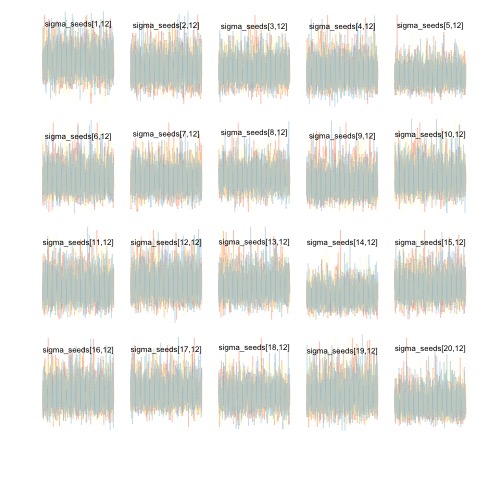 sigma_seeds[1,12]
sigma_seeds[2,12]
sigma_seeds[3,12]
sigma_seeds[4,12]
sigma_seeds[5,12]
sigma_seeds[6,12]
sigma_seeds[7,12]
sigma_seeds[8,12]
sigma_seeds[9,12]
sigma_seeds[10,12]
sigma_seeds[11,12]
sigma_seeds[12,12]
sigma_seeds[13,12]
sigma_seeds[14,12]
sigma_seeds[15,12]
sigma_seeds[16,12]
sigma_seeds[17,12]
sigma_seeds[18,12]
sigma_seeds[19,12]
sigma_seeds[20,12]